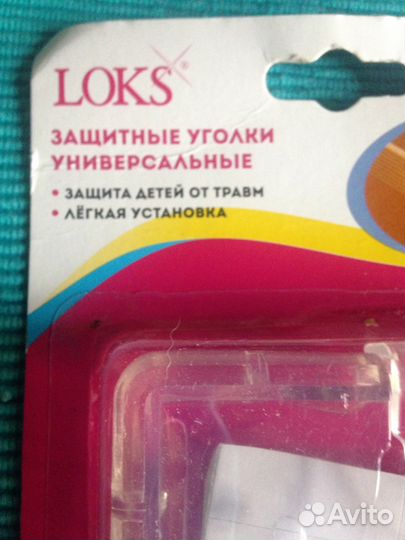 LOKS®
ЗАЩИТНЫЕ УГОЛКИ
УНИВЕРСАЛЬНЫЕ
• ЗАЩИТА ДЕТЕЙ ОТ ТРАВМ
• ЛЁГКАЯ УСТАНОВКА
Avito